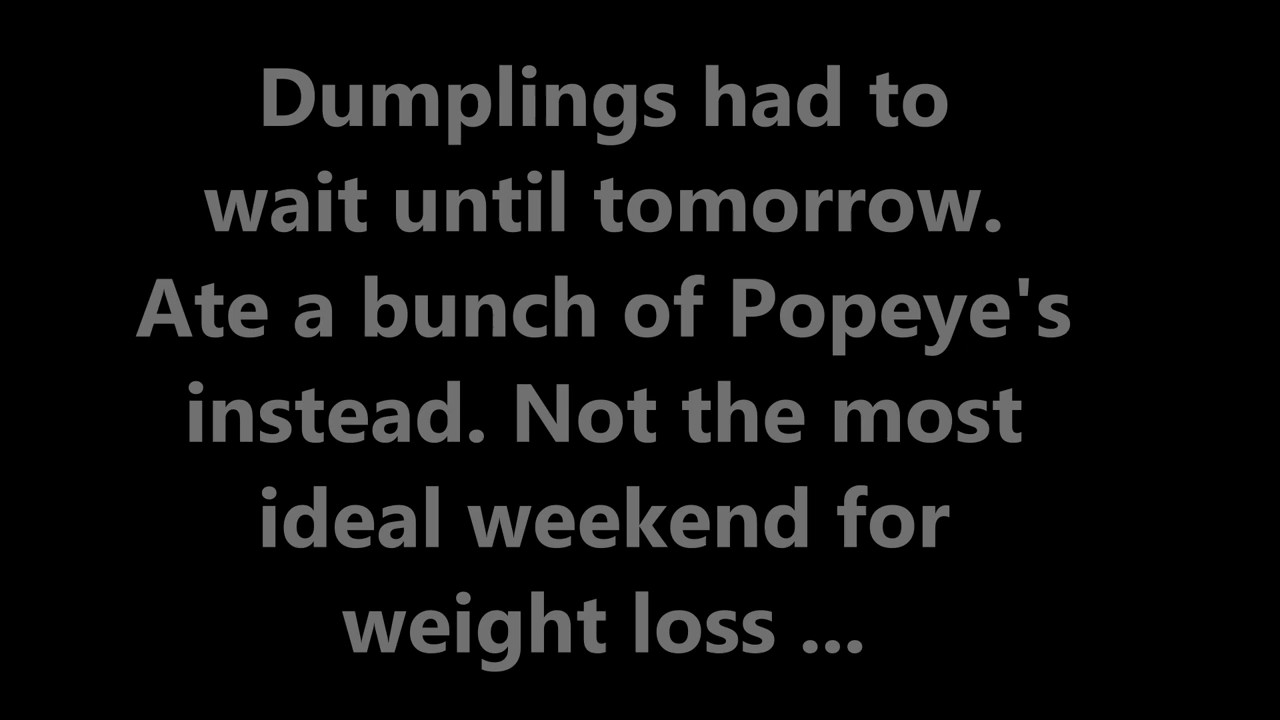 Dumplings had to
wait until tomorrow.
Ate a bunch of Popeye's
instead. Not the most
ideal weekend for
weight loss ...